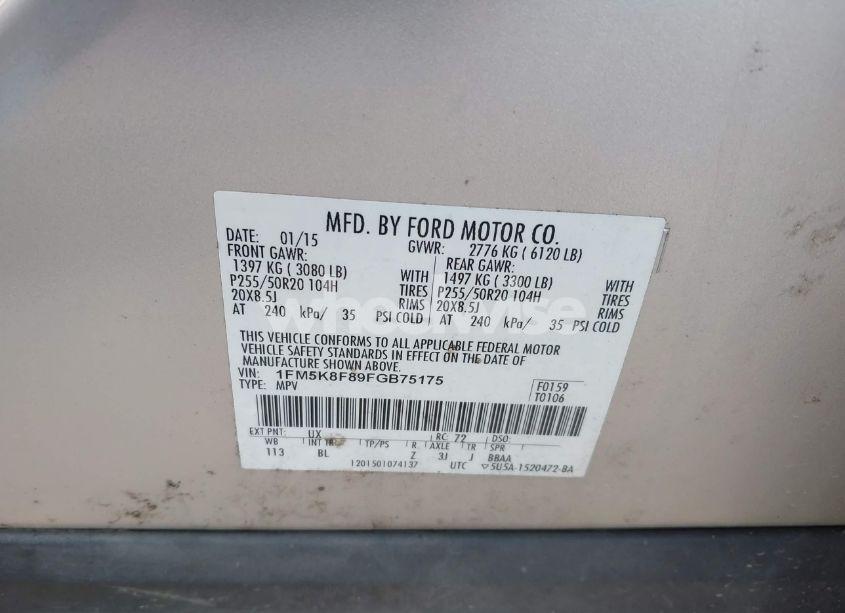 MFD. BY FORD MOTOR CO.
DATE: 01/15 GVWR: 2776 KG ( 6120 LB)
FRONT GAWR: REAR GAWR:
1397 KG ( 3080 LB) WITH 1497 KG ( 3300 LB) WITH
P255/50R20 104H TIRES P255/50R20 104H TIRES
20X8.5J RIMS 20X8.5J RIMS
AT 240 kPa/ 35 PSI COLD AT 240 kPa/ 35 PSI COLD
THIS VEHICLE CONFORMS TO ALL APPLICABLE FEDERAL MOTOR
VEHICLE SAFETY STANDARDS IN EFFECT ON THE DATE OF
MANUFACTURE SHOWN ABOVE.
VIN: 1FM5K8F89FGB75175 F0159
TYPE: MPV T0106
EXT PNT: UX RC: 72 DSO:
WB INT TR TP/PS R AXLE TR SPR
113 BL Z 3J J BBAA
1201501074137 UTC ▽5U5A-1520472-BA
wheelwise